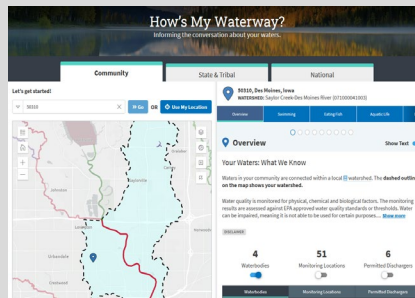 How's My Waterway?
Informing the conversation about your waters.
Community
State & Tribal
National
Let's get started!
50310
Go
OR
Use My Location
50310, Des Moines, Iowa
WATERSHED: Saylor Creek-Des Moines River (071000041003)
Overview
Swimming
Eating Fish
Aquatic Life
Overview
Show Text
Your Waters: What We Know
Waters in your community are connected within a local watershed. The dashed outline
on the map shows your watershed.
Water quality is monitored for physical, chemical and biological factors. The monitoring
results are assessed against EPA approved water quality standards or thresholds. Water
can be impaired, meaning it is not able to be used for certain purposes... Show more
DISCLAIMER
4
51
6
Waterbodies
Monitoring Locations
Permitted Dischargers
Waterbodies
Monitoring Locations
Permitted Dischargers
Johnston
Urbandale